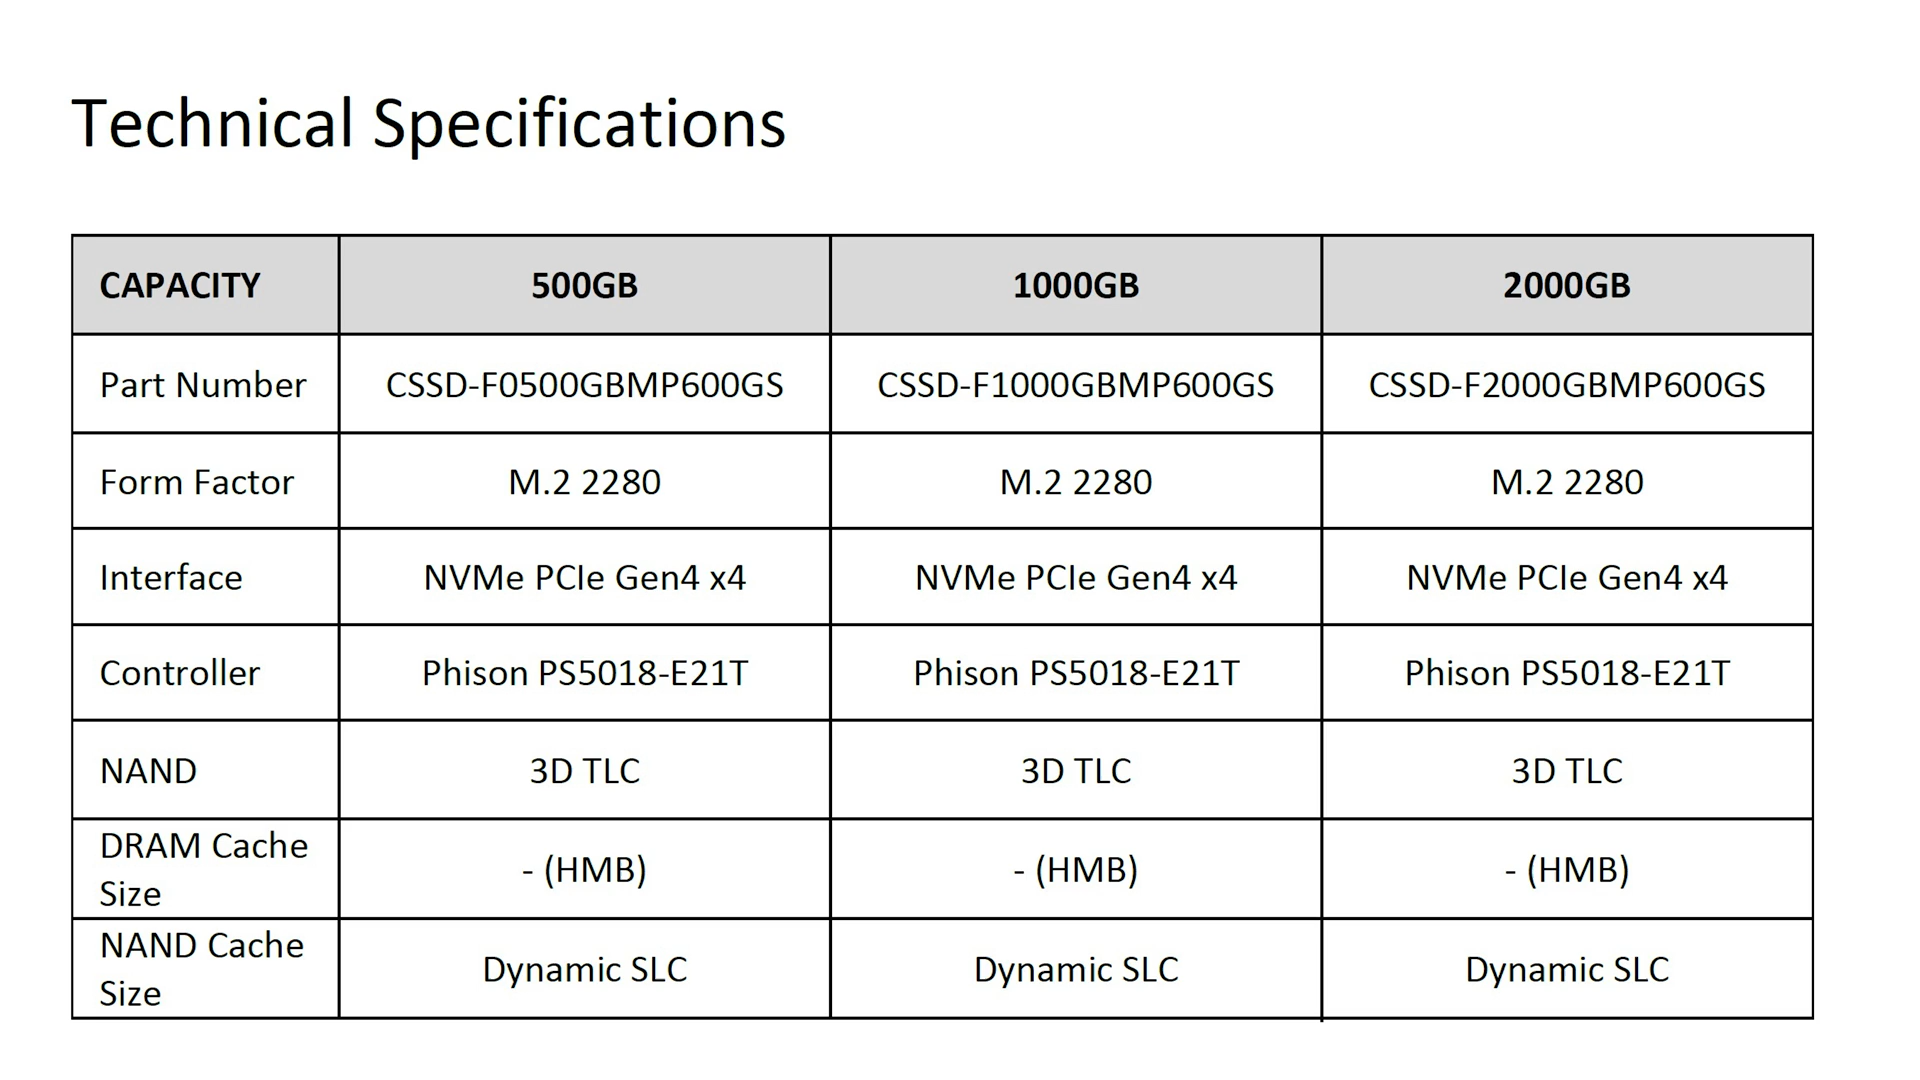 Technical Specifications
CAPACITY 500GB 1000GB 2000GB
Part Number CSSD-F0500GBMP600GS CSSD-F1000GBMP600GS CSSD-F2000GBMP600GS
Form Factor M.2 2280 M.2 2280 M.2 2280
Interface NVMe PCIe Gen4 x4 NVMe PCIe Gen4 x4 NVMe PCIe Gen4 x4
Controller Phison PS5018-E21T Phison PS5018-E21T Phison PS5018-E21T
NAND 3D TLC 3D TLC 3D TLC
DRAM Cache
Size - (HMB) - (HMB) - (HMB)
NAND Cache
Size Dynamic SLC Dynamic SLC Dynamic SLC